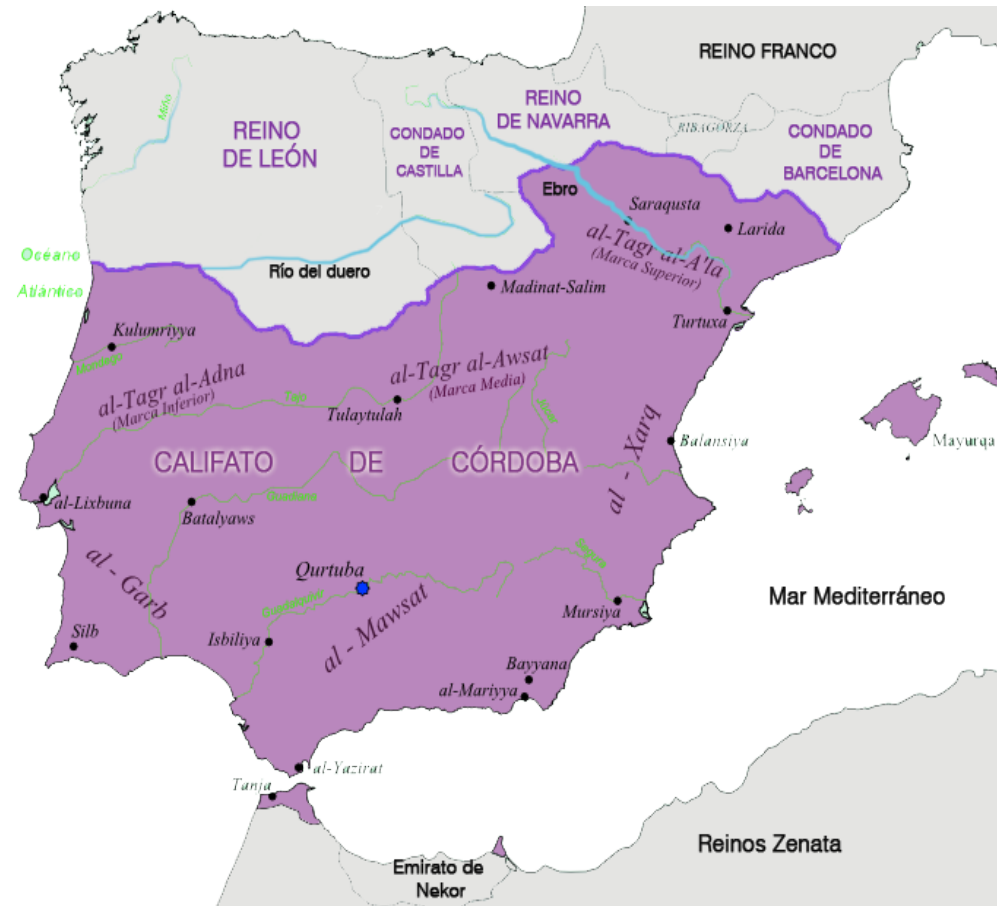 REINO FRANCO
Miño
REINO
DE LEÓN
CONDADO
DE
CASTILLA
REINO
DE NAVARRA
RIBAGORZA
CONDADO
DE
BARCELONA
Ebro
Saraqusta
Larida
al-Tagr al-A'la
(Marca Superior)
Océano
Atlántico
Río del duero
Madinat-Salim
Turtuxa
Kulumriyya
Mondego
al-Tagr al-Adna
(Marca Inferior)
Tajo
al-Tagr al-Awsat
(Marca Media)
Tulaytulah
Mayurqa
Balansiya
al - Xarq
CALIFATO DE CÓRDOBA
al-Lixbuna
Batalyaws
Guadiana
al - Garb
Qurtuba
Segura
Guadalquivir
al - Mawsat
Mursiya
Mar Mediterráneo
Silb
Isbiliya
Bayyana
al-Mariyya
al-Yazirat
Tanja
Reinos Zenata
Emirato de
Nekor